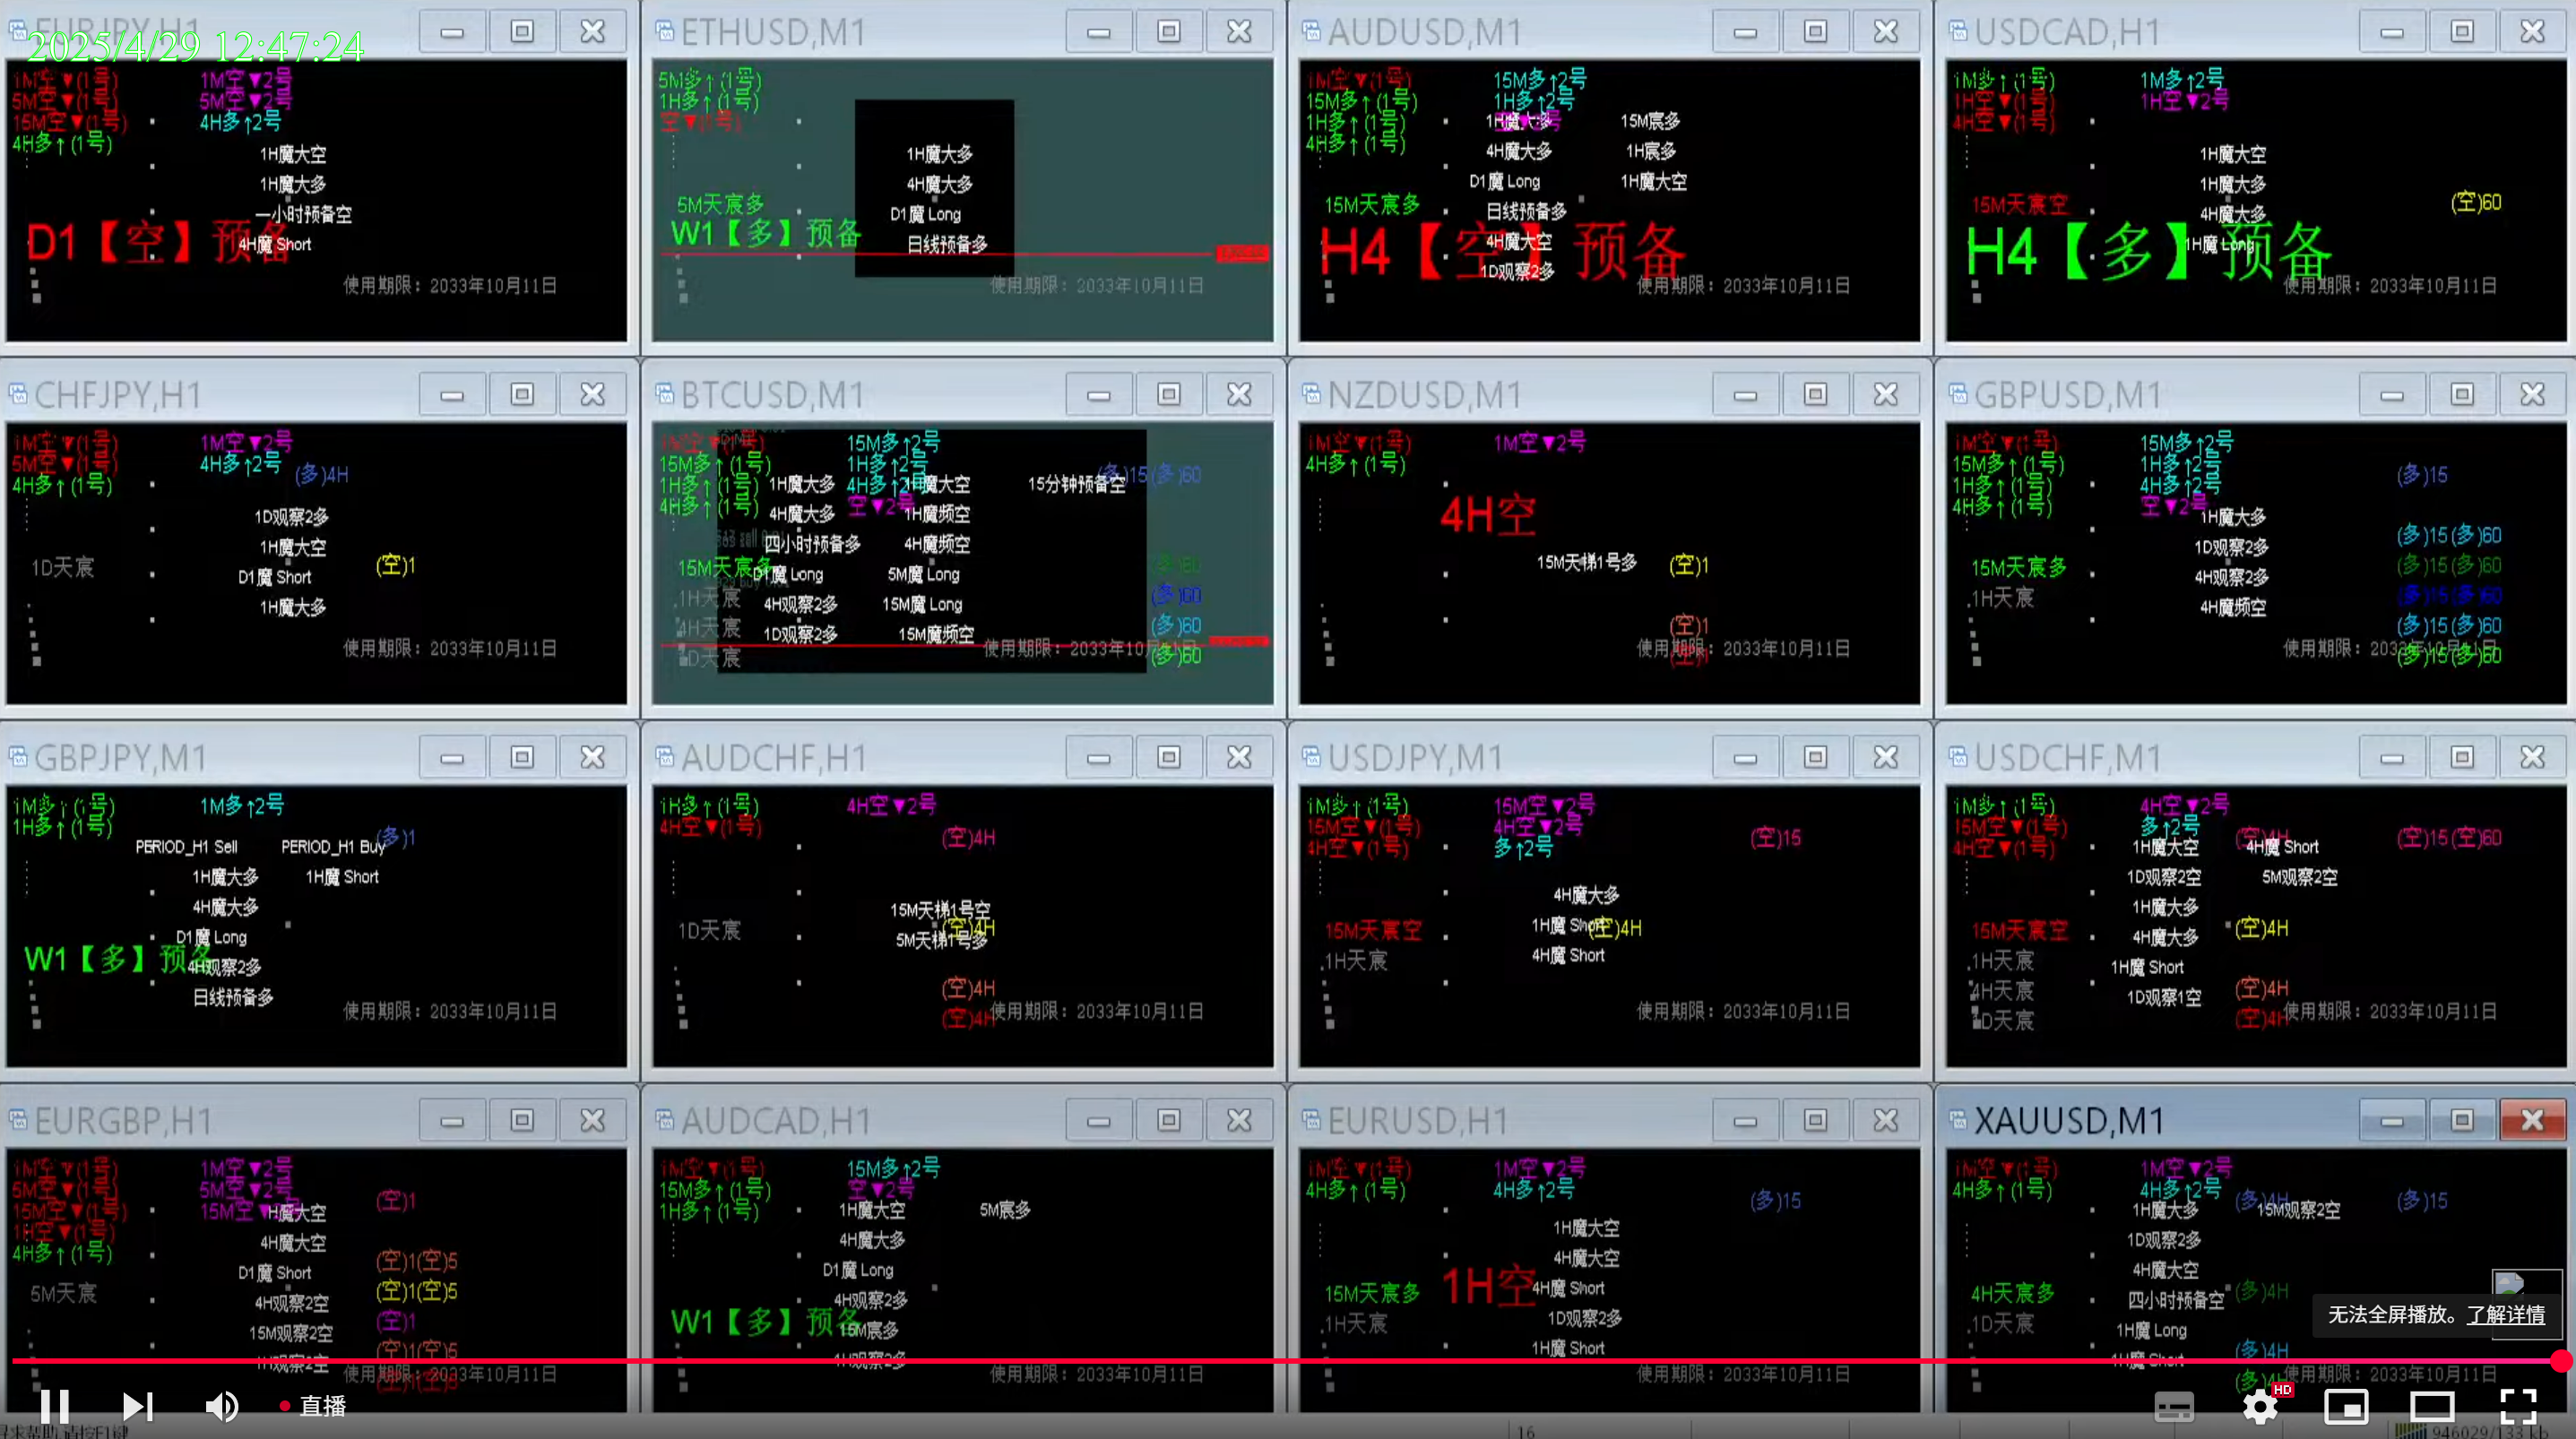 EURJPY,H1
2025/4/29 12:47:24
1M空▼(1号)
5M空▼(1号)
15M空▼(1号)
4H多↑(1号)
1M空▼2号
5M空▼2号
4H多↑2号
1H魔大空
1H魔大多
一小时预备空
4H魔 Short
D1【空】预备
使用期限：2033年10月11日
ETHUSD,M1
5M多↑(1号)
1H多↑(1号)
空▼(1号)
1H魔大多
4H魔大多
D1魔 Long
日线预备多
5M天宸多
W1【多】预备
使用期限：2033年10月11日
AUDUSD,M1
1M空▼(1号)
15M多↑(1号)
1H多↑(1号)
4H多↑(1号)
15M多↑2号
1H多↑2号
空▼2号
1H魔大多
4H魔大多
D1魔 Long
日线预备多
4H魔大空
1D观察2多
15M宸多
1H宸多
1H魔大空
15M天宸多
H4【空】预备
使用期限：2033年10月11日
USDCAD,H1
1M多↑(1号)
1H空▼(1号)
4H空▼(1号)
1M多↑2号
1H空▼2号
1H魔大空
1H魔大多
4H魔大多
1H魔 Long
(空)60
15M天宸空
H4【多】预备
使用期限：2033年10月11日
CHFJPY,H1
1M空▼(1号)
5M空▼(1号)
4H多↑(1号)
1M空▼2号
4H多↑2号
(多)4H
1D观察2多
1H魔大空
D1魔 Short
1H魔大多
(空)1
1D天宸
使用期限：2033年10月11日
BTCUSD,M1
1M空▼(1号)
15M多↑(1号)
1H多↑(1号)
4H多↑(1号)
15M多↑2号
1H多↑2号
4H多↑2号
空▼2号
1H魔大多
4H魔大多
四小时预备多
D1魔 Long
4H观察2多
1D观察2多
1H魔大空
1H魔频空
4H魔频空
5M魔 Long
15M魔 Long
15M魔频空
15分钟预备空
(多)15(多)60
(多)60
(多)60
(多)60
(多)60
15M天宸多
1H天宸
4H天宸
1D天宸
使用期限：2033年10月11日
NZDUSD,M1
1M空▼(1号)
4H多↑(1号)
1M空▼2号
4H空
15M天梯1号多
(空)1
(空)1
(空)1
使用期限：2033年10月11日
GBPUSD,M1
1M空▼(1号)
15M多↑(1号)
1H多↑(1号)
4H多↑(1号)
15M多↑2号
1H多↑2号
4H多↑2号
空▼2号
1H魔大多
1D观察2多
4H观察2多
4H魔频空
(多)15
(多)15(多)60
(多)15(多)60
(多)15(多)60
(多)15(多)60
(多)15(多)60
15M天宸多
1H天宸
使用期限：2033年10月11日
GBPJPY,M1
1M多↑(1号)
1H多↑(1号)
1M多↑2号
(多)1
PERIOD_H1 Sell
PERIOD_H1 Buy
1H魔大多
1H魔 Short
4H魔大多
D1魔 Long
4H观察2多
日线预备多
W1【多】预备
使用期限：2033年10月11日
AUDCHF,H1
1H多↑(1号)
4H空▼(1号)
4H空▼2号
(空)4H
15M天梯1号空
(空)4H
5M天梯1号多
1D天宸
(空)4H
(空)4H
使用期限：2033年10月11日
USDJPY,M1
1M多↑(1号)
15M空▼(1号)
4H空▼(1号)
15M空▼2号
4H空▼2号
多↑2号
(空)15
4H魔大多
1H魔 Short
(空)4H
4H魔 Short
15M天宸空
1H天宸
使用期限：2033年10月11日
USDCHF,M1
1M多↑(1号)
15M空▼(1号)
4H空▼(1号)
4H空▼2号
多↑2号
(空)4H
(空)15(空)60
1H魔大空
1D观察2空
1H魔大多
4H魔大多
1H魔 Short
1D观察1空
4H魔 Short
5M观察2空
(空)4H
(空)4H
(空)4H
15M天宸空
1H天宸
4H天宸
1D天宸
使用期限：2033年10月11日
EURGBP,H1
1M空▼(1号)
5M空▼(1号)
15M空▼(1号)
1H空▼(1号)
4H多↑(1号)
1M空▼2号
5M空▼2号
15M空▼2号
1H魔大空
4H魔大空
D1魔 Short
4H观察2空
15M观察2空
1H观察2空
(空)1
(空)1(空)5
(空)1(空)5
(空)1
(空)1(空)5
5M天宸
使用期限：2033年10月11日
AUDCAD,H1
1M空▼(1号)
15M多↑(1号)
1H多↑(1号)
15M多↑2号
空▼2号
1H魔大空
4H魔大多
D1魔 Long
4H观察2多
15M宸多
1H观察2多
5M宸多
W1【多】预备
使用期限：2033年10月11日
EURUSD,H1
1M空▼(1号)
4H多↑(1号)
1M空▼2号
4H多↑2号
(多)15
1H魔大空
4H魔大空
4H魔 Short
1D观察2多
1H魔 Short
1H空
15M天宸多
1H天宸
使用期限：2033年10月11日
XAUUSD,M1
1M空▼(1号)
4H多↑(1号)
1M空▼2号
4H多↑2号
(多)4H
(多)15
1H魔大多
15M观察2空
1D观察2多
4H魔大空
四小时预备空
1H魔 Long
1H魔 Short
(多)4H
(多)4H
4H天宸多
1D天宸
使用期限：2033年10月11日
无法全屏播放。了解详情
直播
HD
16
946029/133 kb